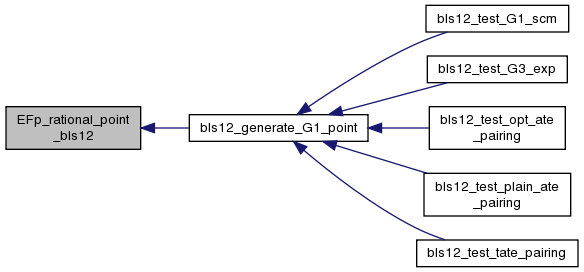 bls12_test_G1_scm
bls12_test_G3_exp
EFp_rational_point
_bls12
bls12_generate_G1_point
bls12_test_opt_ate
_pairing
bls12_test_plain_ate
_pairing
bls12_test_tate_pairing